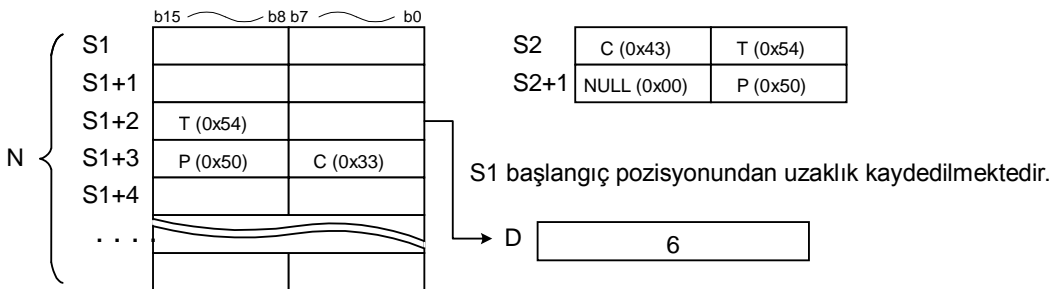 b15 b8 b7 b0
S1
S2 C (0x43) T (0x54)
S1+1
S2+1 NULL (0x00) P (0x50)
S1+2 T (0x54)
N S1+3 P (0x50) C (0x33)
S1 başlangıç pozisyonundan uzaklık kaydedilmektedir.
S1+4
. . . .
D 6